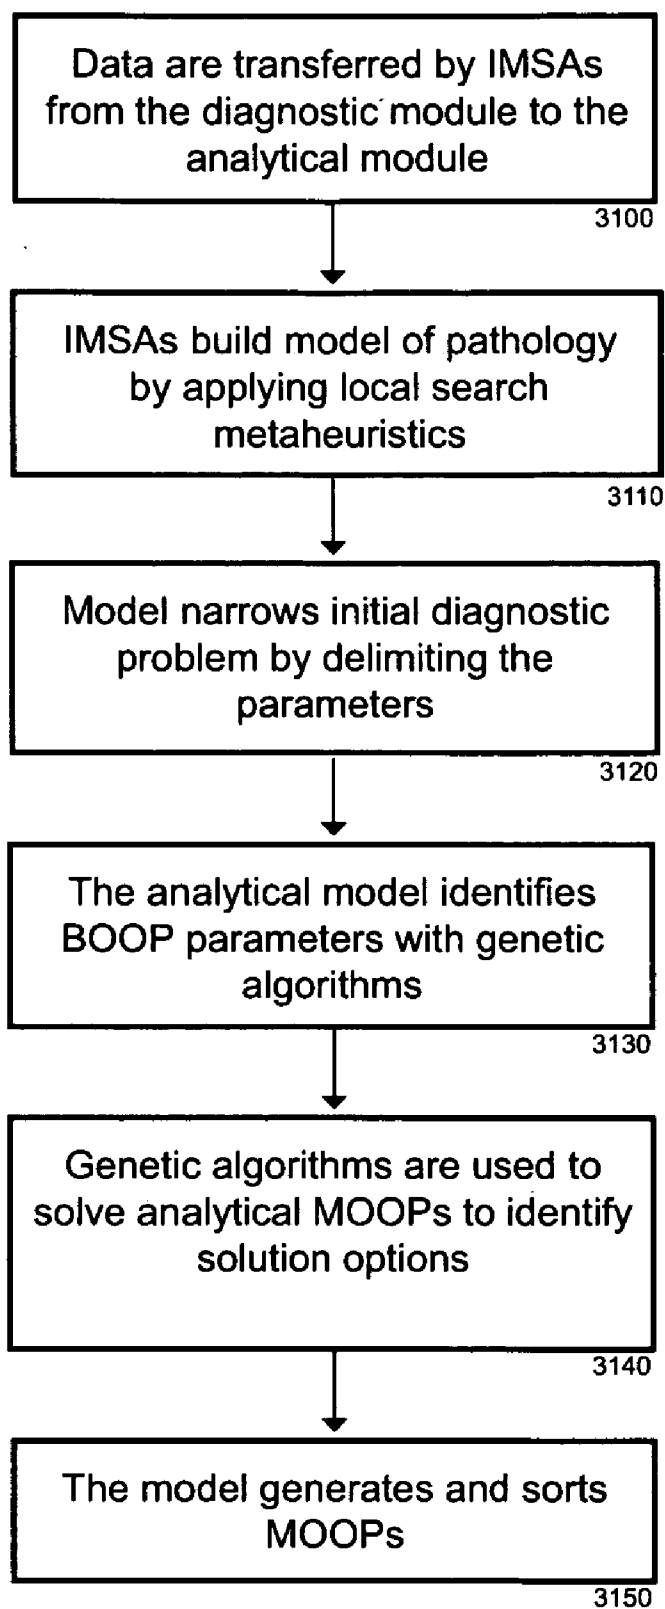 Data are transferred by IMSAs
from the diagnostic module to the
analytical module
3100
IMSAs build model of pathology
by applying local search
metaheuristics
3110
Model narrows initial diagnostic
problem by delimiting the
parameters
3120
The analytical model identifies
BOOP parameters with genetic
algorithms
3130
Genetic algorithms are used to
solve analytical MOOPs to identify
solution options
3140
The model generates and sorts
MOOPs
3150